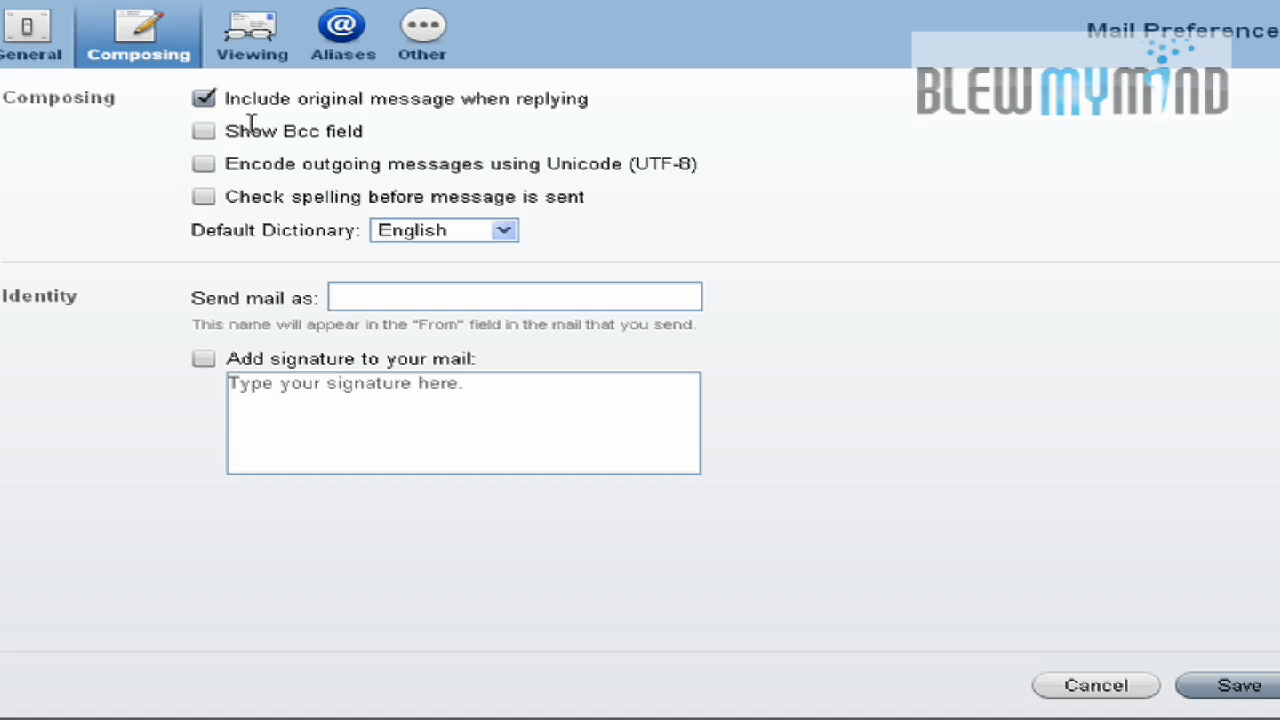 General Composing Viewing Aliases Other
Mail Preference
BLEWMYMIND
Composing
Include original message when replying
Show Bcc field
Encode outgoing messages using Unicode (UTF-8)
Check spelling before message is sent
Default Dictionary: English
Identity
Send mail as:
This name will appear in the "From" field in the mail that you send.
Add signature to your mail:
Type your signature here.
Cancel Save